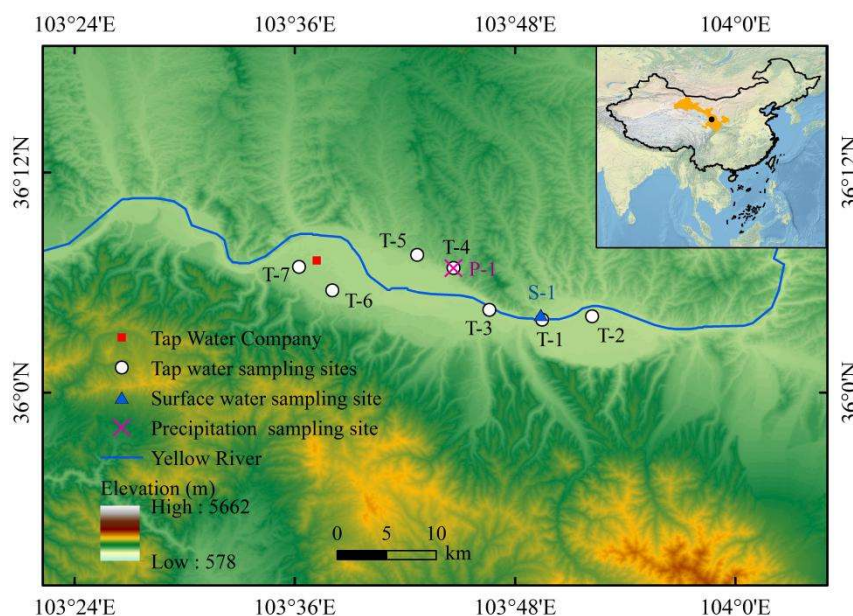 103°24'E 103°36'E 103°48'E 104°0'E
36°12'N 36°12'N
T-5 T-4
T-7 P-1
T-6 S-1
T-3 T-1 T-2
Tap Water Company
Tap water sampling sites
Surface water sampling site
Precipitation sampling site
Yellow River
36°0'N 36°0'N
Elevation (m)
High : 5662
Low : 578
0 5 10
km
103°24'E 103°36'E 103°48'E 104°0'E